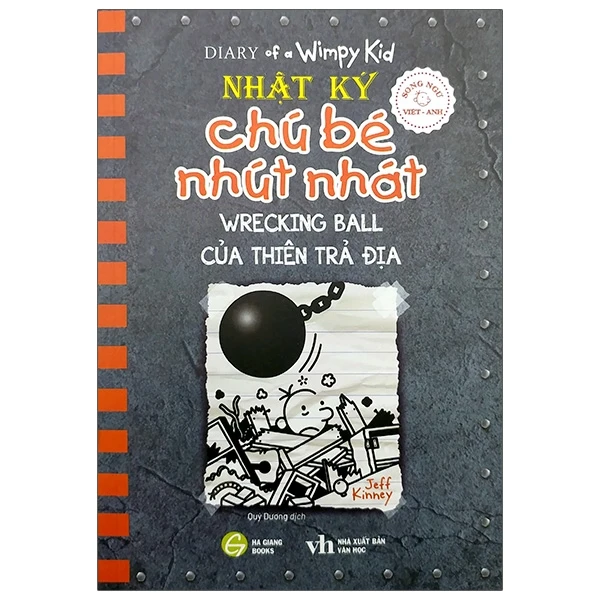 DIARY of a Wimpy Kid
NHẬT KÝ
SONG NGỮ
VIỆT - ANH
chú bé
nhút nhát
WRECKING BALL
CỦA THIÊN TRẢ ĐỊA
Jeff
Kinney
Quý Dương dịch
HA GIANG
BOOKS
vh
NHÀ XUẤT BẢN
VĂN HỌC